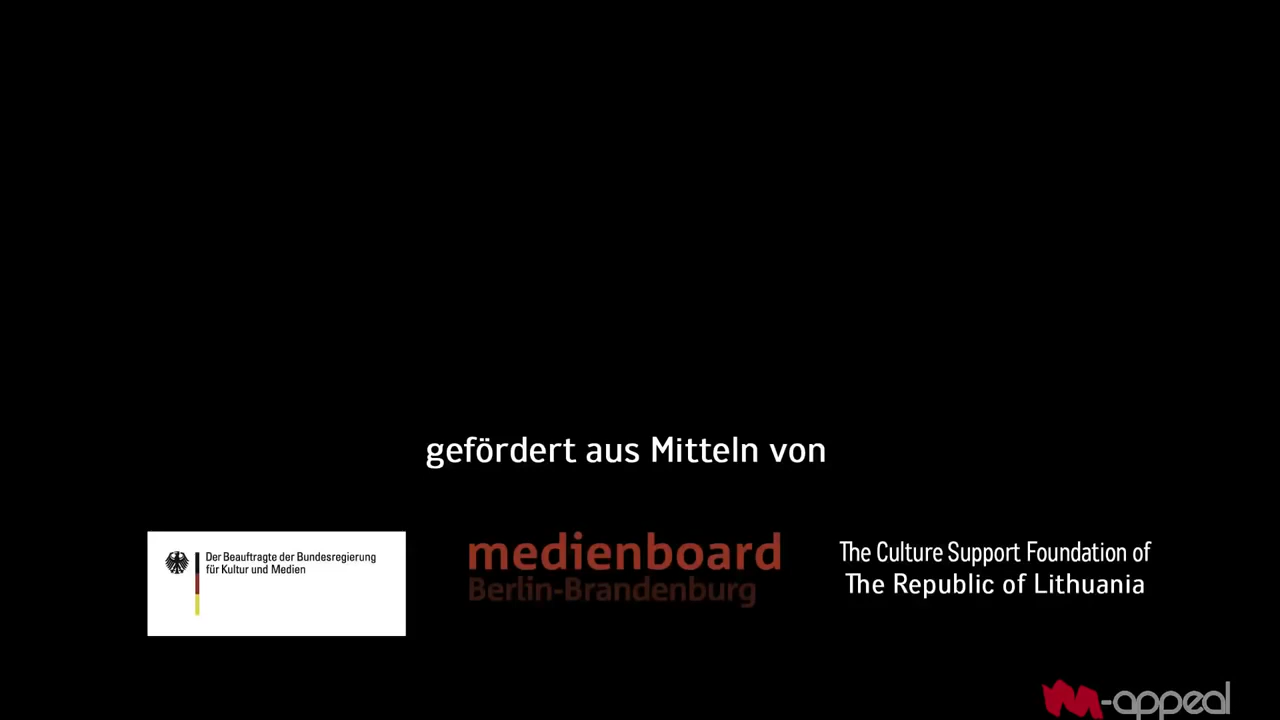 gefördert aus Mitteln von
Der Beauftragte der Bundesregierung
für Kultur und Medien
medienboard
Berlin-Brandenburg
The Culture Support Foundation of
The Republic of Lithuania
m-appeal